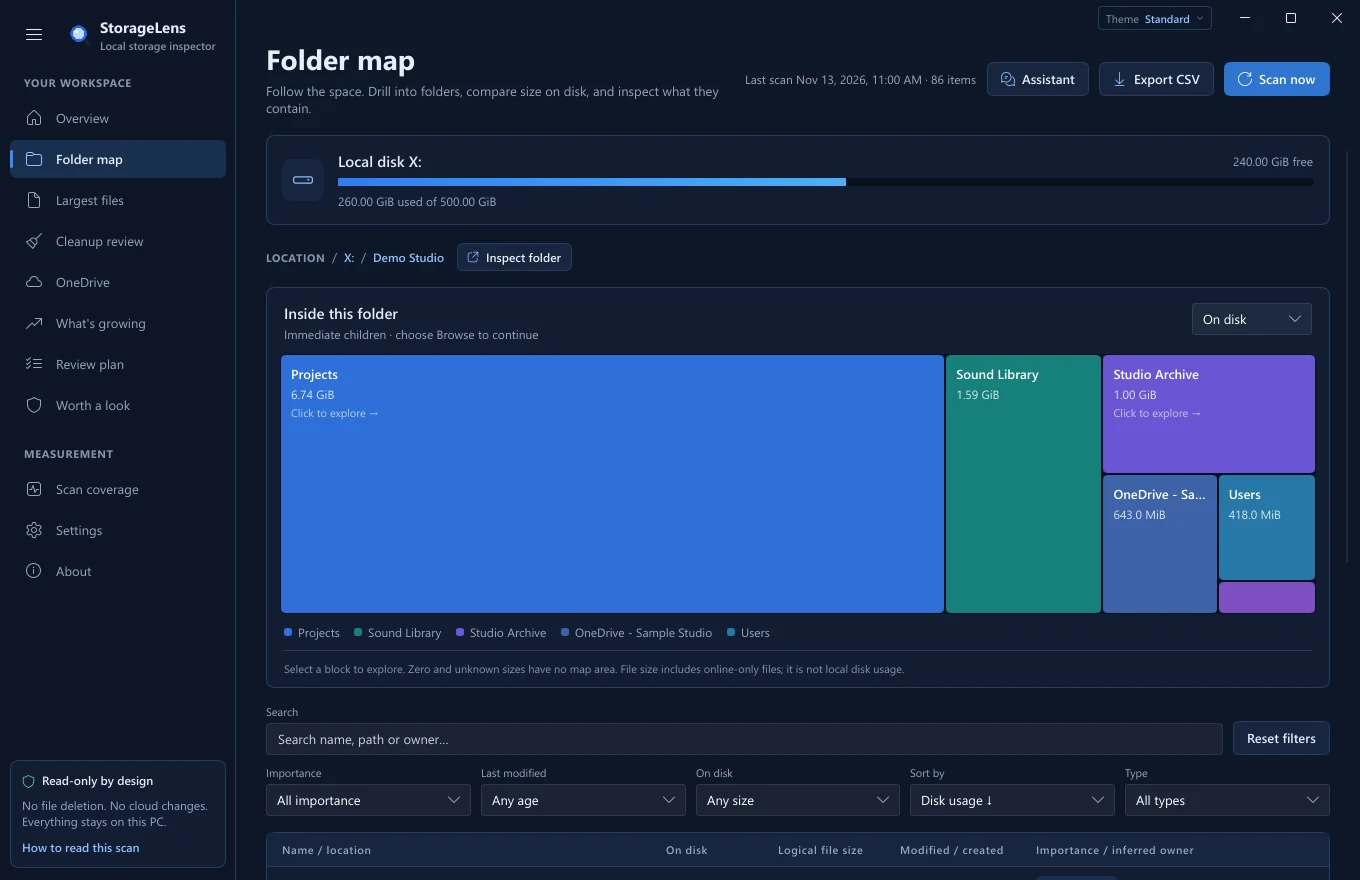 StorageLens
Local storage inspector
YOUR WORKSPACE
Overview
Folder map
Largest files
Cleanup review
OneDrive
What's growing
Review plan
Worth a look
MEASUREMENT
Scan coverage
Settings
About
Read-only by design
No file deletion. No cloud changes.
Everything stays on this PC.
How to read this scan
Theme Standard
Folder map
Follow the space. Drill into folders, compare size on disk, and inspect what they
contain.
Last scan Nov 13, 2026, 11:00 AM · 86 items
Assistant
Export CSV
Scan now
Local disk X:
240.00 GiB free
260.00 GiB used of 500.00 GiB
LOCATION / X: / Demo Studio
Inspect folder
Inside this folder
Immediate children · choose Browse to continue
On disk
Projects
6.74 GiB
Click to explore →
Sound Library
1.59 GiB
Studio Archive
1.00 GiB
Click to explore →
OneDrive - Sa...
643.0 MiB
Users
418.0 MiB
Projects Sound Library Studio Archive OneDrive - Sample Studio Users
Select a block to explore. Zero and unknown sizes have no map area. File size includes online-only files; it is not local disk usage.
Search
Search name, path or owner...
Reset filters
Importance Last modified On disk Sort by Type
All importance Any age Any size Disk usage ↓ All types
Name / location On disk Logical file size Modified / created Importance / inferred owner